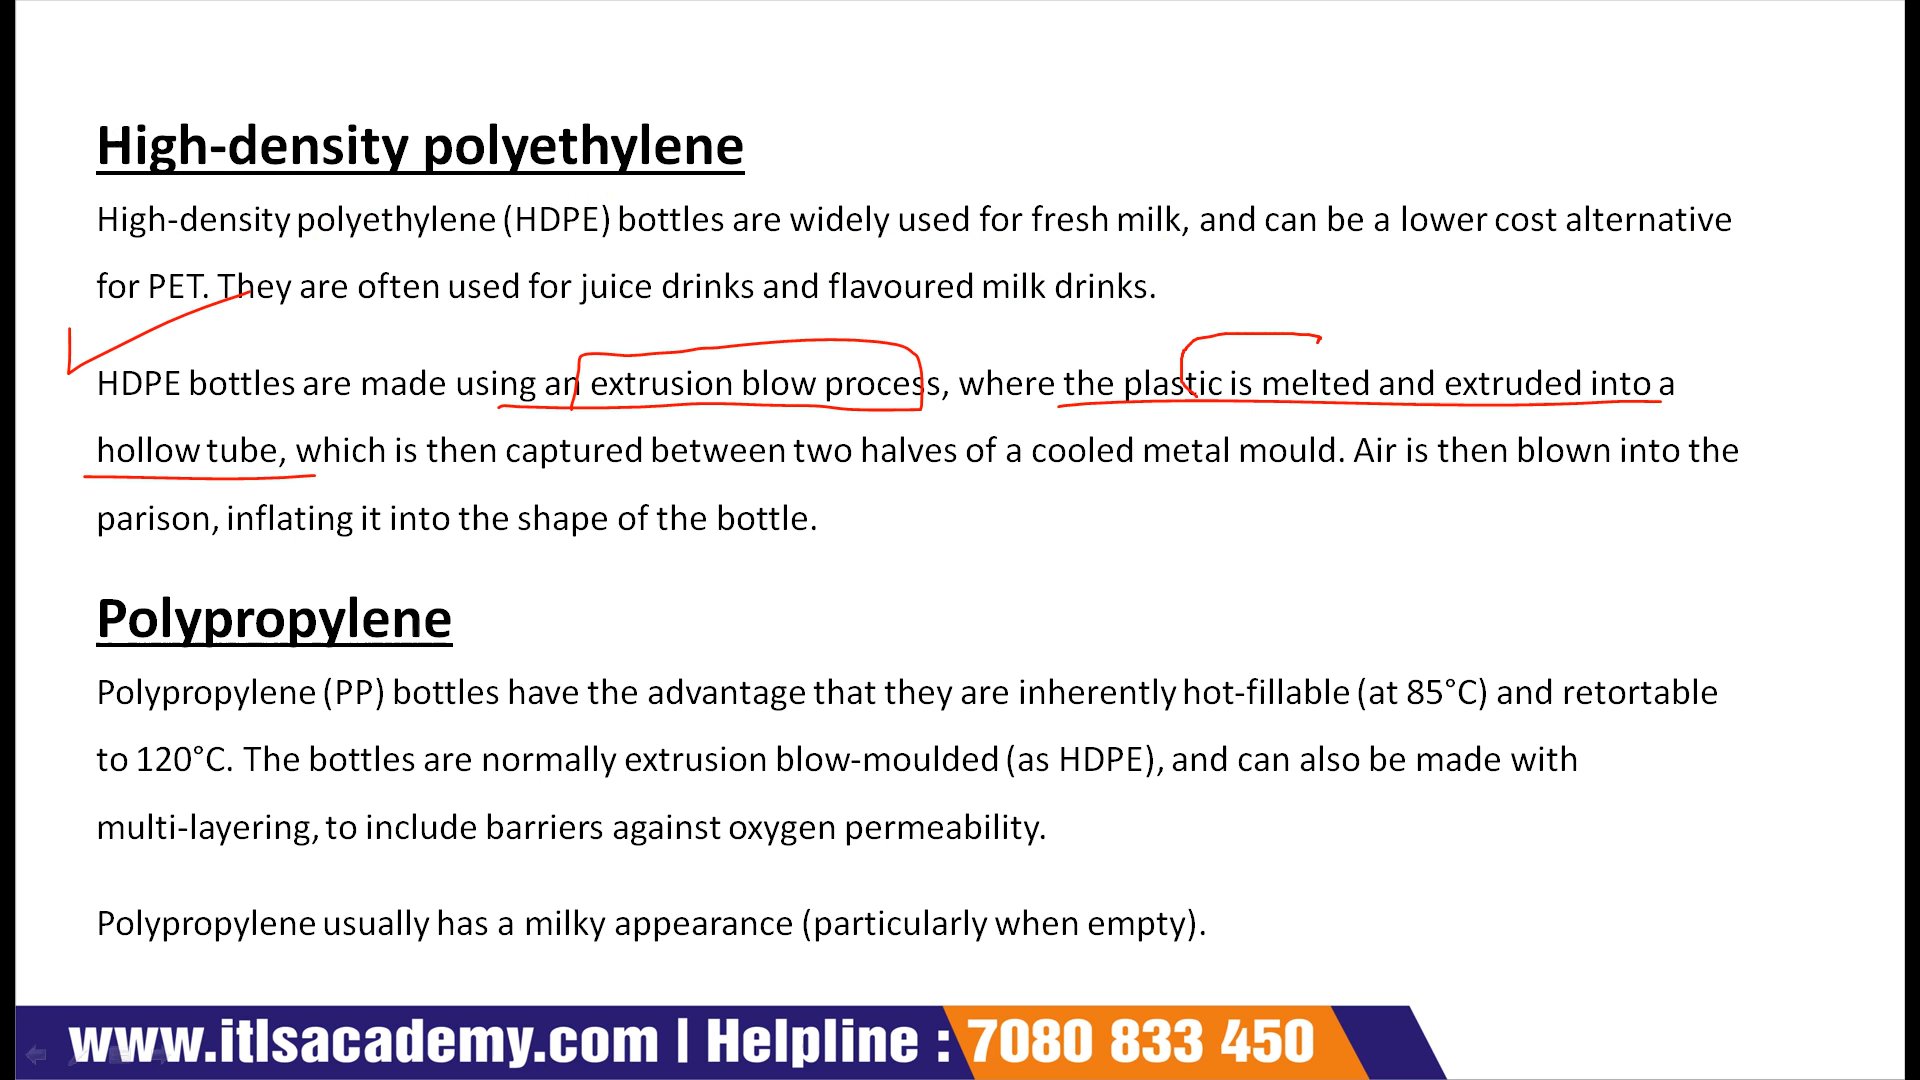 High-density polyethylene
High-density polyethylene (HDPE) bottles are widely used for fresh milk, and can be a lower cost alternative
for PET. They are often used for juice drinks and flavoured milk drinks.
HDPE bottles are made using an extrusion blow process, where the plastic is melted and extruded into a
hollow tube, which is then captured between two halves of a cooled metal mould. Air is then blown into the
parison, inflating it into the shape of the bottle.
Polypropylene
Polypropylene (PP) bottles have the advantage that they are inherently hot-fillable (at 85°C) and retortable
to 120°C. The bottles are normally extrusion blow-moulded (as HDPE), and can also be made with
multi-layering, to include barriers against oxygen permeability.
Polypropylene usually has a milky appearance (particularly when empty).
www.itlsacademy.com | Helpline : 7080 833 450